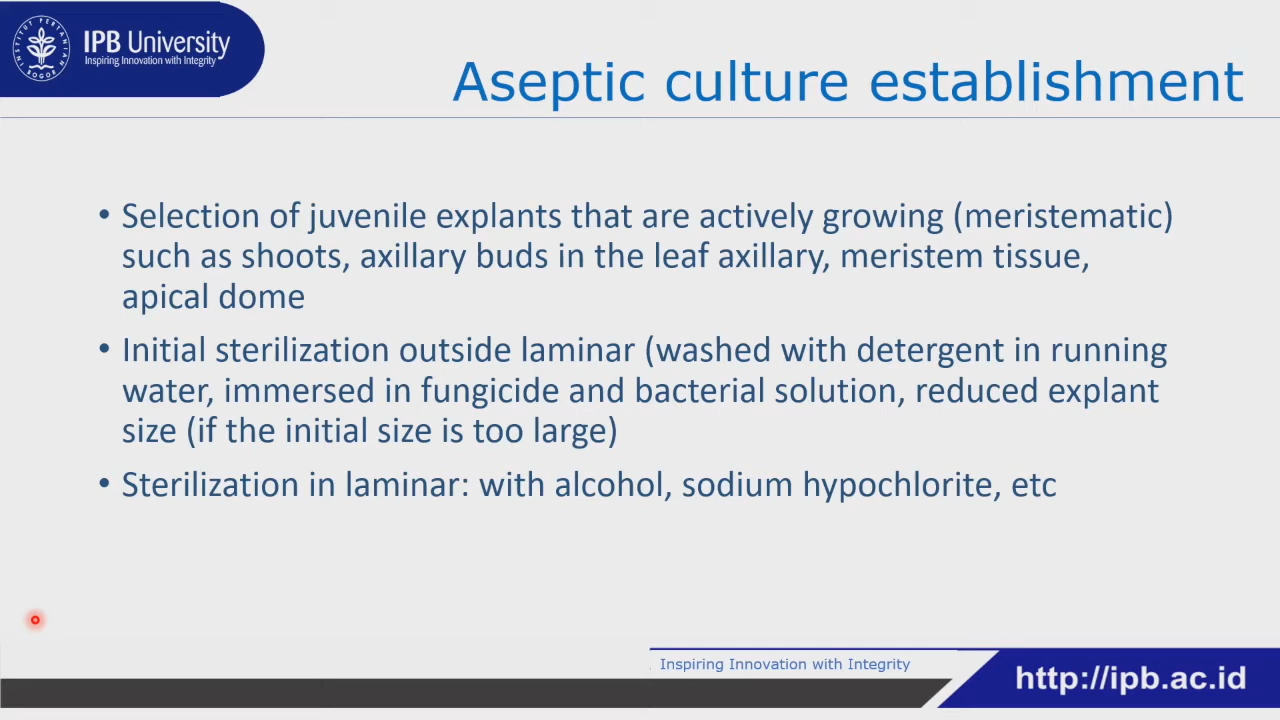 INSTITUT PERTANIAN
BOGOR
IPB University
Inspiring Innovation with Integrity
Aseptic culture establishment
• Selection of juvenile explants that are actively growing (meristematic)
such as shoots, axillary buds in the leaf axillary, meristem tissue,
apical dome
• Initial sterilization outside laminar (washed with detergent in running
water, immersed in fungicide and bacterial solution, reduced explant
size (if the initial size is too large)
• Sterilization in laminar: with alcohol, sodium hypochlorite, etc
Inspiring Innovation with Integrity
http://ipb.ac.id